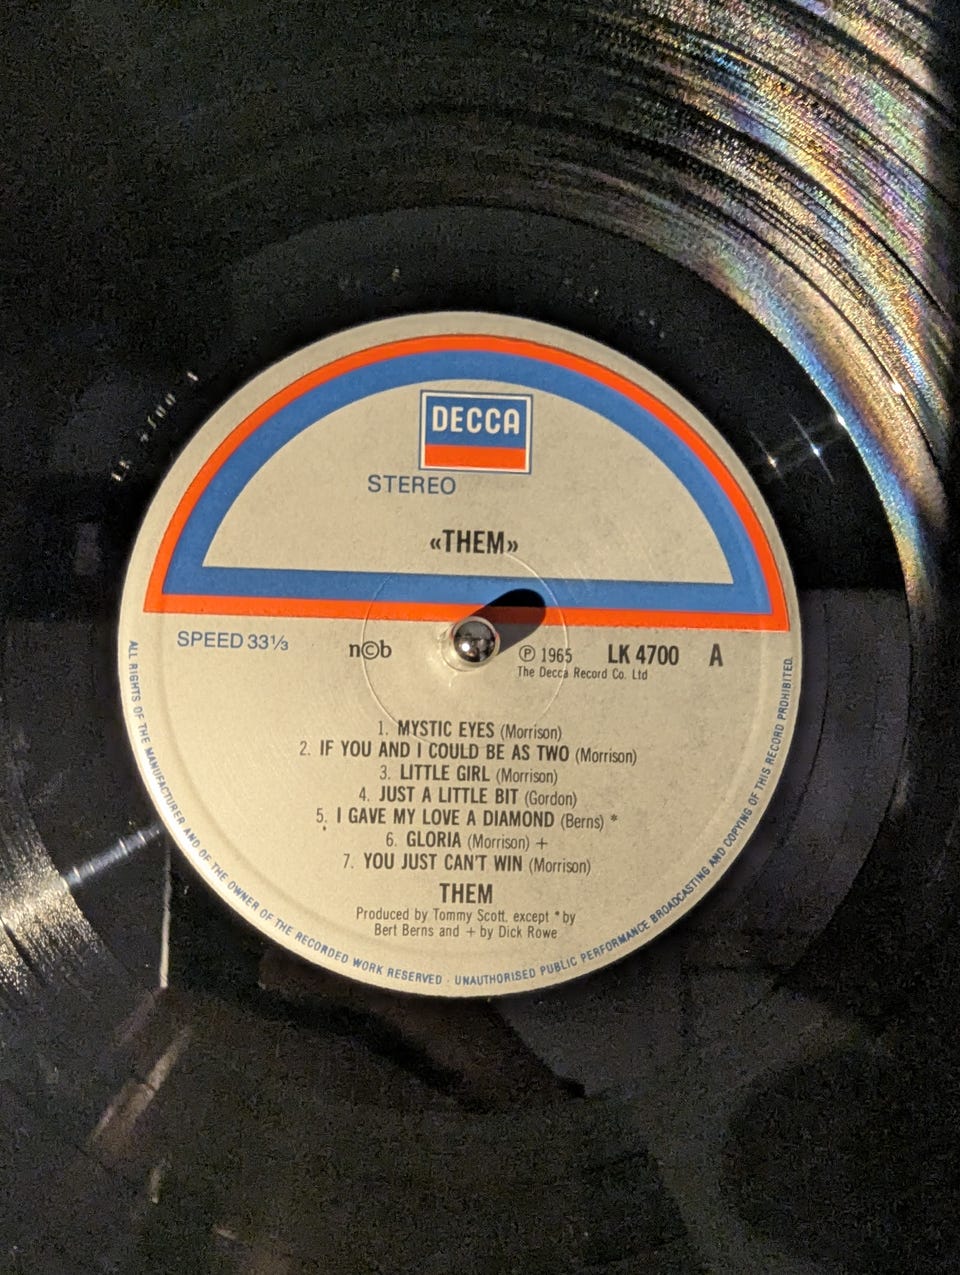 DECCA
STEREO
«THEM»
SPEED 33⅓
n©b
℗ 1965 LK 4700 A
The Decca Record Co. Ltd
1. MYSTIC EYES (Morrison)
2. IF YOU AND I COULD BE AS TWO (Morrison)
3. LITTLE GIRL (Morrison)
4. JUST A LITTLE BIT (Gordon)
5. I GAVE MY LOVE A DIAMOND (Berns) *
6. GLORIA (Morrison) +
7. YOU JUST CAN'T WIN (Morrison)
THEM
Produced by Tommy Scott, except * by
Bert Berns and + by Dick Rowe
ALL RIGHTS OF THE MANUFACTURER AND OF THE OWNER OF THE RECORDED WORK RESERVED · UNAUTHORISED PUBLIC PERFORMANCE BROADCASTING AND COPYING OF THIS RECORD PROHIBITED.